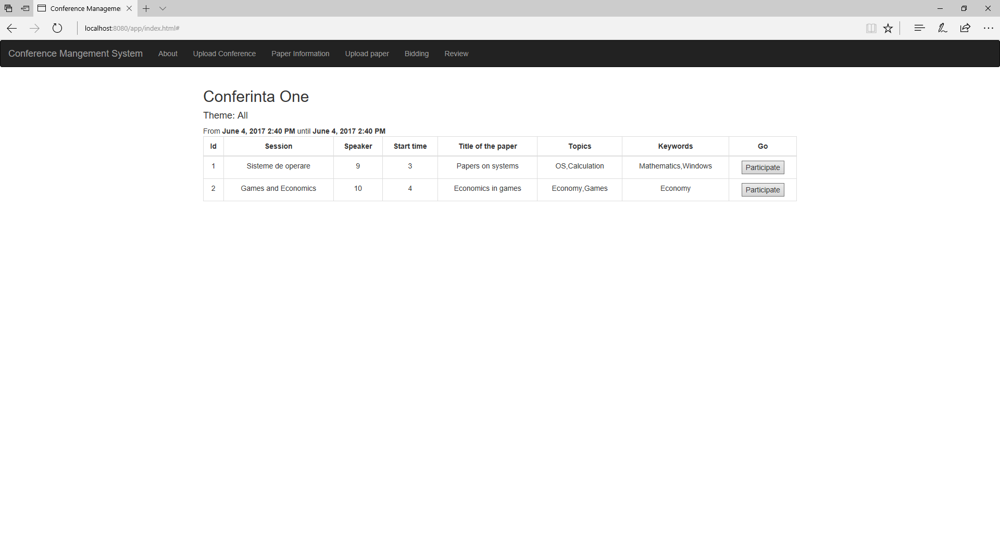 Conference Manageme
localhost:8080/app/index.html#
Conference Mangement System About Upload Conference Paper Information Upload paper Bidding Review
Conferinta One
Theme: All
From June 4, 2017 2:40 PM until June 4, 2017 2:40 PM
Id Session Speaker Start time Title of the paper Topics Keywords Go
1 Sisteme de operare 9 3 Papers on systems OS,Calculation Mathematics,Windows Participate
2 Games and Economics 10 4 Economics in games Economy,Games Economy Participate